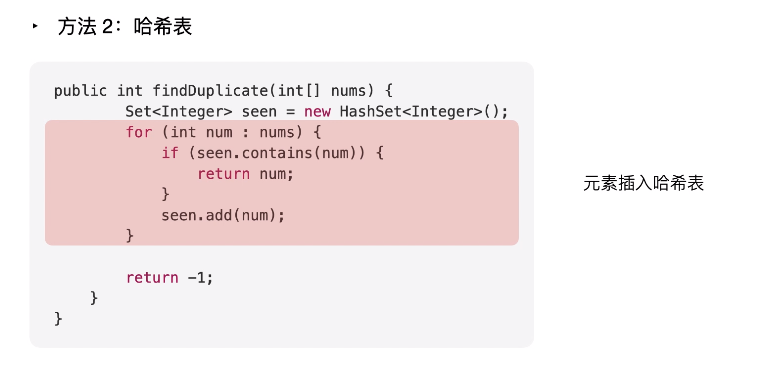 ▸ 方法 2：哈希表
public int findDuplicate(int[] nums) {
        Set<Integer> seen = new HashSet<Integer>();
        for (int num : nums) {
            if (seen.contains(num)) {
                return num;
            }
            seen.add(num);
        }
        return -1;
    }
}
元素插入哈希表